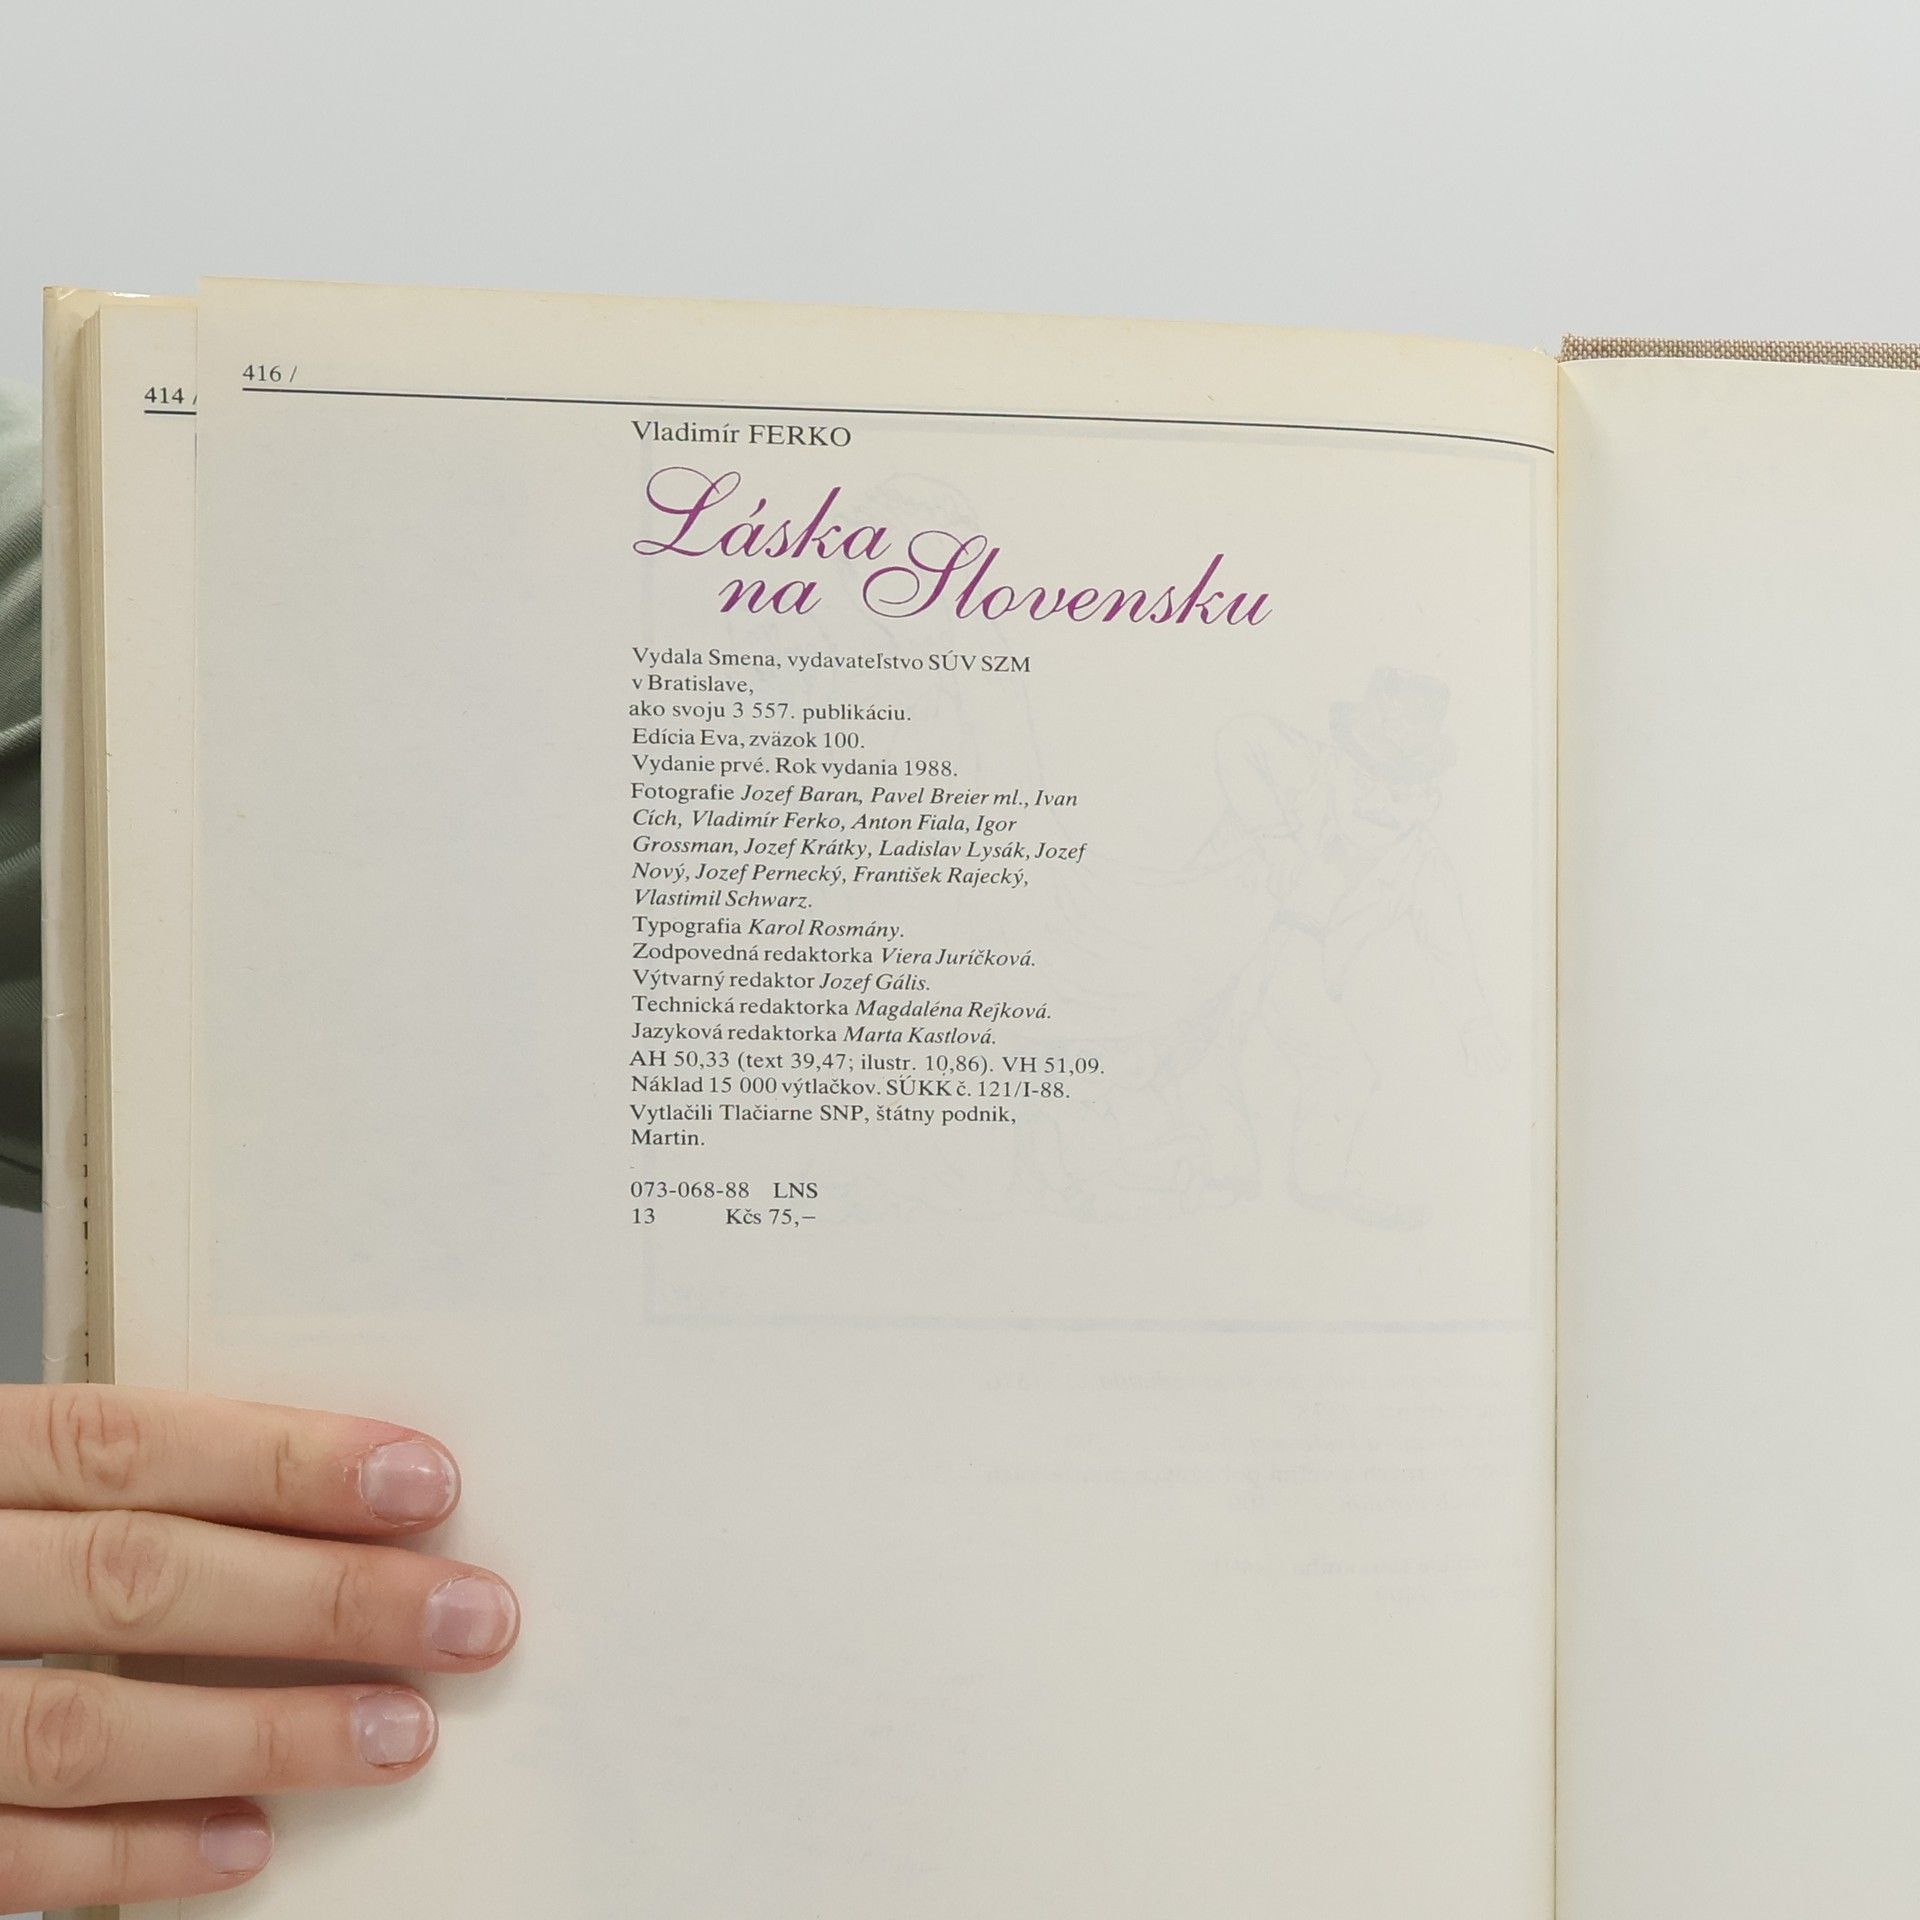 416 /
414 /
Vladimír FERKO
Láska
na Slovensku
Vydala Smena, vydavateľstvo SÚV SZM
v Bratislave,
ako svoju 3 557. publikáciu.
Edícia Eva, zväzok 100.
Vydanie prvé. Rok vydania 1988.
Fotografie Jozef Baran, Pavel Breier ml., Ivan
Cích, Vladimír Ferko, Anton Fiala, Igor
Grossman, Jozef Krátky, Ladislav Lysák, Jozef
Nový, Jozef Pernecký, František Rajecký,
Vlastimil Schwarz.
Typografia Karol Rosmány.
Zodpovedná redaktorka Viera Juríčková.
Výtvarný redaktor Jozef Gális.
Technická redaktorka Magdaléna Rejková.
Jazyková redaktorka Marta Kastlová.
AH 50,33 (text 39,47; ilustr. 10,86). VH 51,09.
Náklad 15 000 výtlačkov. SÚKK č. 121/I-88.
Vytlačili Tlačiarne SNP, štátny podnik,
Martin.
073-068-88 LNS
13 Kčs 75,–